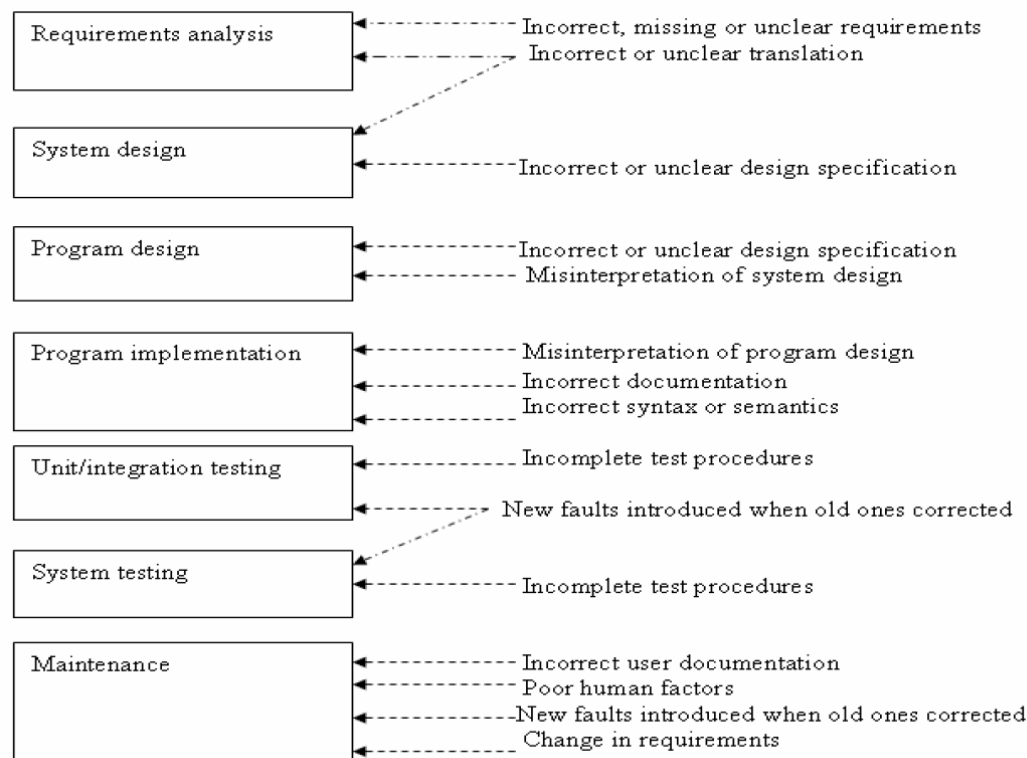 Requirements analysis
Incorrect, missing or unclear requirements
Incorrect or unclear translation
System design
Incorrect or unclear design specification
Program design
Incorrect or unclear design specification
Misinterpretation of system design
Program implementation
Misinterpretation of program design
Incorrect documentation
Incorrect syntax or semantics
Unit/integration testing
Incomplete test procedures
New faults introduced when old ones corrected
System testing
Incomplete test procedures
Maintenance
Incorrect user documentation
Poor human factors
New faults introduced when old ones corrected
Change in requirements